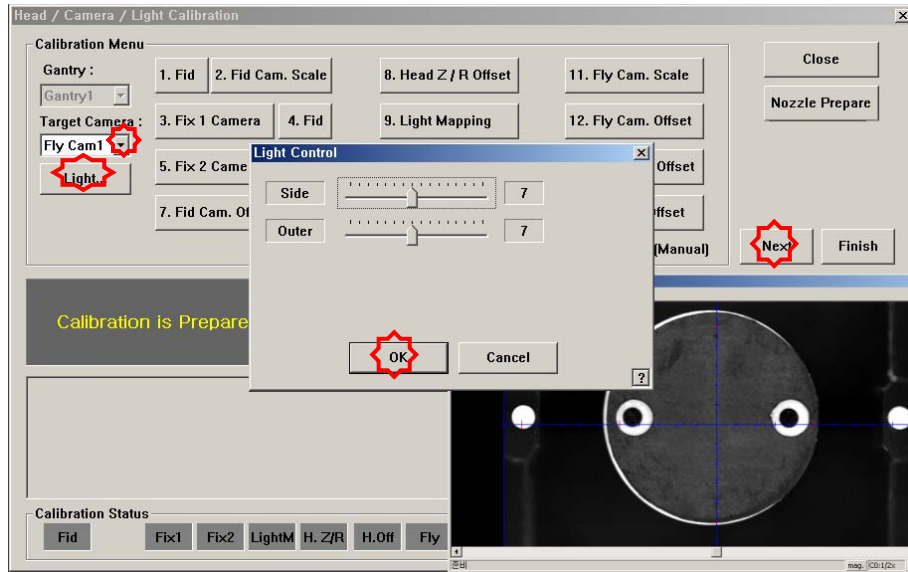 Head / Camera / Light Calibration
Calibration Menu
Gantry :
Gantry1
Target Camera :
Fly Cam1
Light..
1. Fid
2. Fid Cam. Scale
3. Fix 1 Camera
4. Fid
5. Fix 2 Came
7. Fid Cam. Of
8. Head Z / R Offset
9. Light Mapping
11. Fly Cam. Scale
12. Fly Cam. Offset
Offset
ffset
(Manual)
Close
Nozzle Prepare
Next
Finish
Light Control
Side
7
Outer
7
OK
Cancel
?
Calibration is Prepare
Calibration Status
Fid
Fix1
Fix2
LightM
H. Z/R
H.Off
Fly
준비
mag.
C0:1/2x